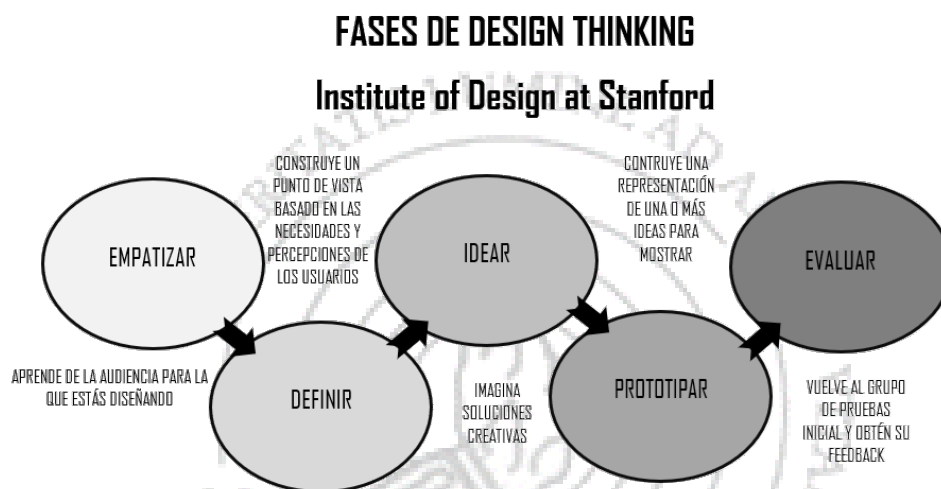 FASES DE DESIGN THINKING
Institute of Design at Stanford
EMPATIZAR
APRENDE DE LA AUDIENCIA PARA LA
QUE ESTÁS DISEÑANDO
CONSTRUYE UN
PUNTO DE VISTA
BASADO EN LAS
NECESIDADES Y
PERCEPCIONES DE
LOS USUARIOS
DEFINIR
IDEAR
IMAGINA
SOLUCIONES
CREATIVAS
CONTRUYE UNA
REPRESENTACIÓN
DE UNA O MÁS
IDEAS PARA
MOSTRAR
PROTOTIPAR
EVALUAR
VUELVE AL GRUPO
DE PRUEBAS
INICIAL Y OBTÉN SU
FEEDBACK